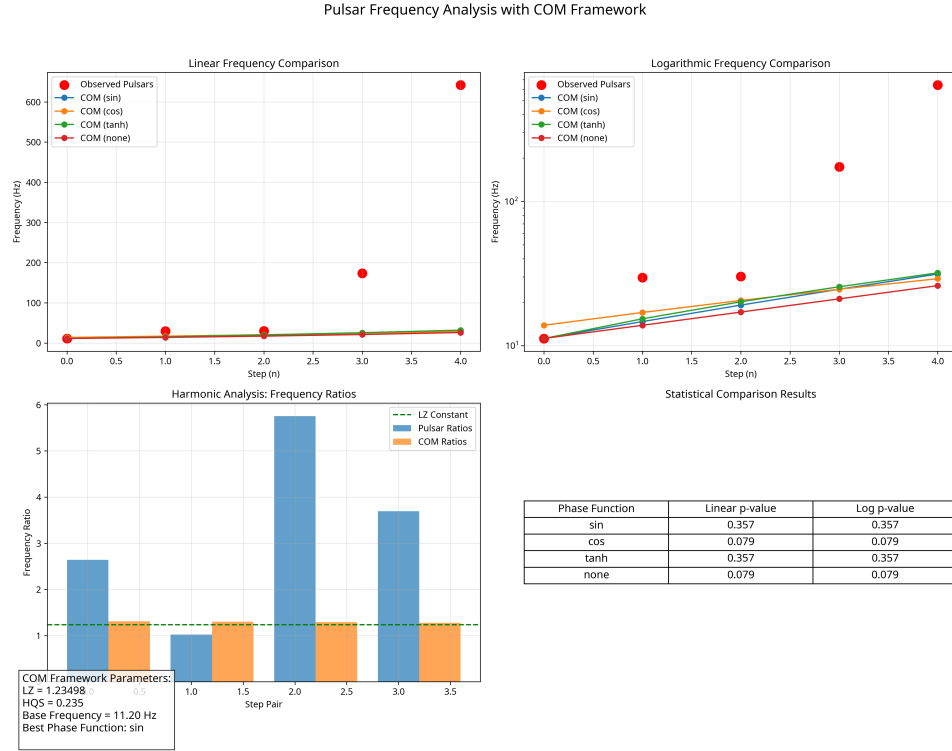 Pulsar Frequency Analysis with COM Framework
Linear Frequency Comparison
Observed Pulsars
COM (sin)
COM (cos)
COM (tanh)
COM (none)
600
500
400
300
200
100
0
Frequency (Hz)
0.0 0.5 1.0 1.5 2.0 2.5 3.0 3.5 4.0
Step (n)
Logarithmic Frequency Comparison
Observed Pulsars
COM (sin)
COM (cos)
COM (tanh)
COM (none)
10²
10¹
Frequency (Hz)
0.0 0.5 1.0 1.5 2.0 2.5 3.0 3.5 4.0
Step (n)
Harmonic Analysis: Frequency Ratios
LZ Constant
Pulsar Ratios
COM Ratios
6
5
4
3
2
1
Frequency Ratio
0.5 1.0 1.5 2.0 2.5 3.0 3.5
Step Pair
COM Framework Parameters:
LZ = 1.23498
HQS = 0.235
Base Frequency = 11.20 Hz
Best Phase Function: sin
Statistical Comparison Results
Phase Function Linear p-value Log p-value
sin 0.357 0.357
cos 0.079 0.079
tanh 0.357 0.357
none 0.079 0.079